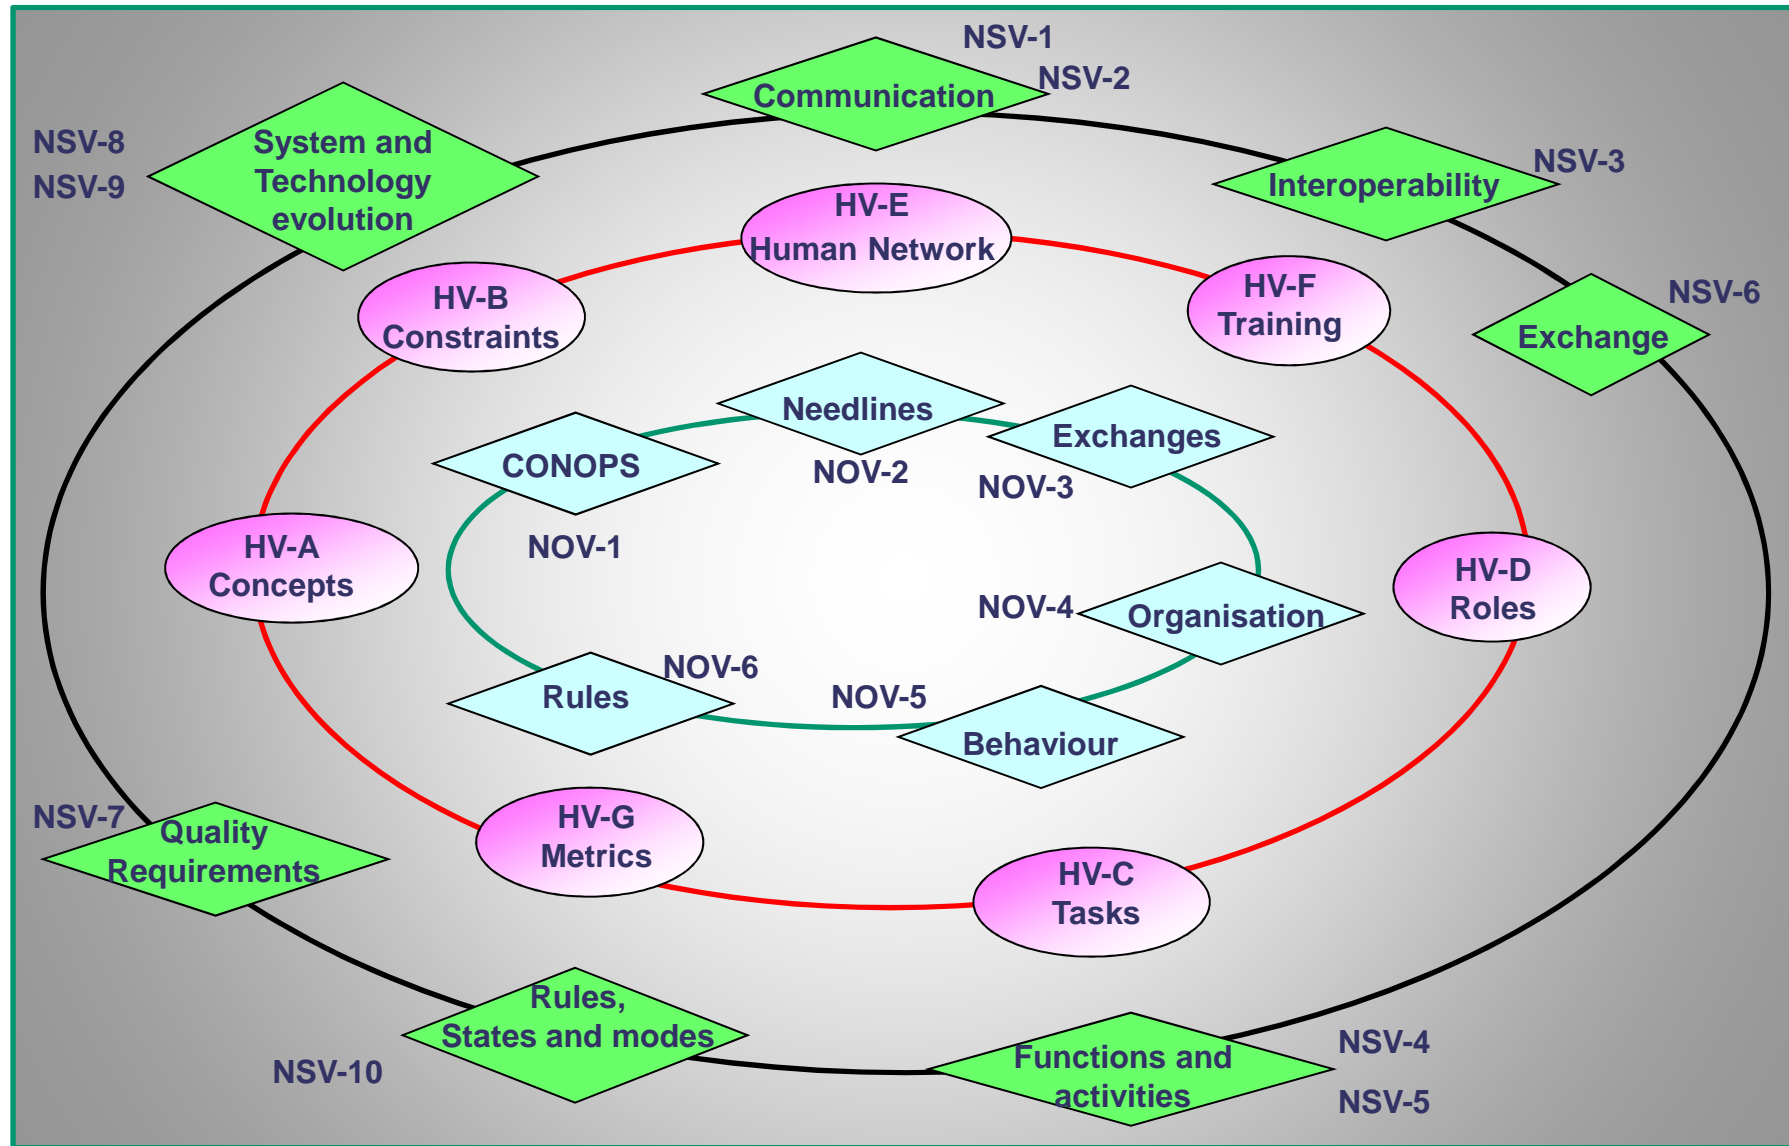 NSV-1
NSV-2
Communication
NSV-8
NSV-9
System and
Technology
evolution
NSV-3
Interoperability
HV-E
Human Network
HV-B
Constraints
HV-F
Training
NSV-6
Exchange
Needlines
NOV-2
Exchanges
NOV-3
CONOPS
NOV-1
HV-A
Concepts
HV-D
Roles
NOV-4
Organisation
NOV-6
Rules
NOV-5
Behaviour
NSV-7
Quality
Requirements
HV-G
Metrics
HV-C
Tasks
Rules,
States and modes
NSV-10
Functions and
activities
NSV-4
NSV-5